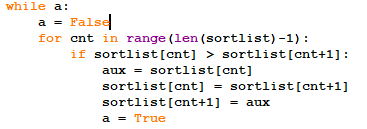 while a:
    a = False
    for cnt in range(len(sortlist)-1):
        if sortlist[cnt] > sortlist[cnt+1]:
            aux = sortlist[cnt]
            sortlist[cnt] = sortlist[cnt+1]
            sortlist[cnt+1] = aux
            a = True